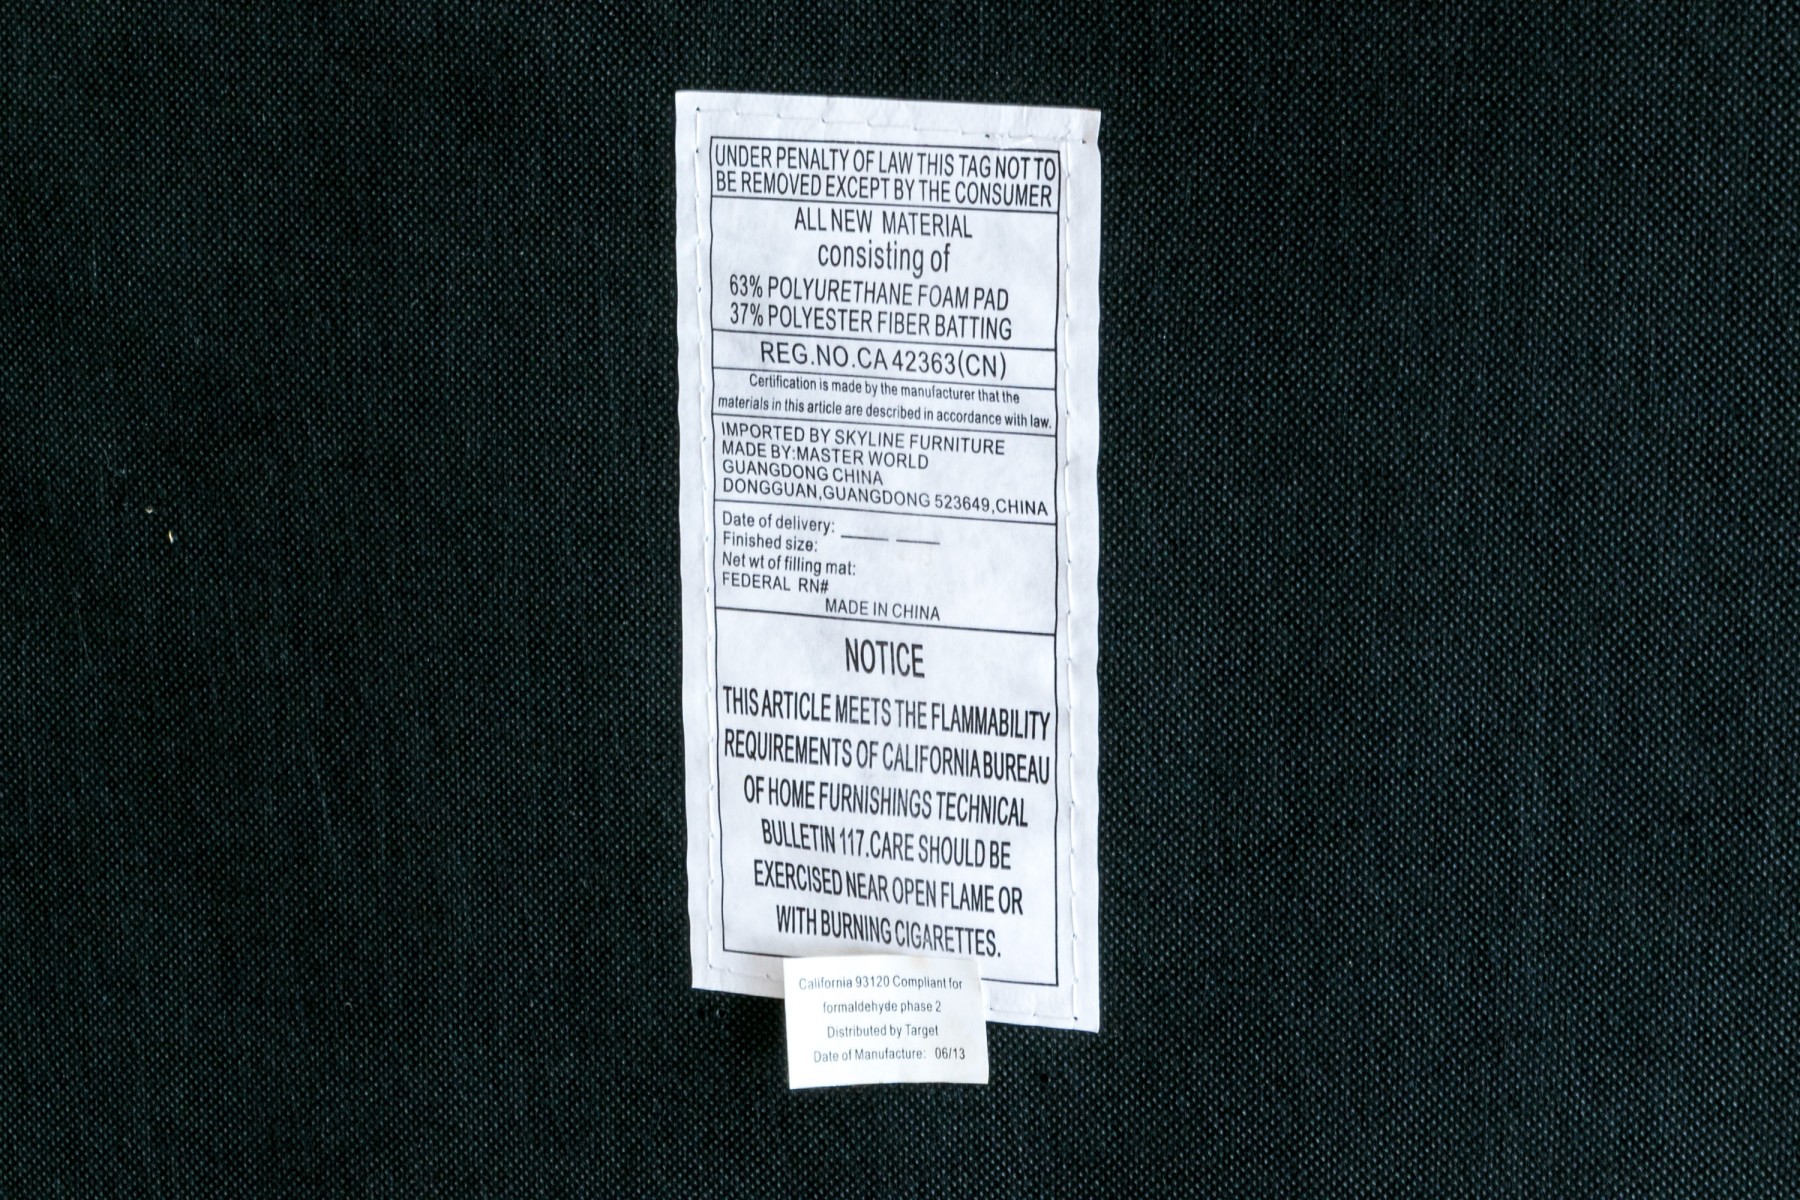 UNDER PENALTY OF LAW THIS TAG NOT TO
BE REMOVED EXCEPT BY THE CONSUMER
ALL NEW MATERIAL
consisting of
63% POLYURETHANE FOAM PAD
37% POLYESTER FIBER BATTING
REG.NO.CA 42363(CN)
Certification is made by the manufacturer that the
materials in this article are described in accordance with law.
IMPORTED BY SKYLINE FURNITURE
MADE BY:MASTER WORLD
GUANGDONG CHINA
DONGGUAN,GUANGDONG 523649,CHINA
Date of delivery:
Finished size:
Net wt of filling mat:
FEDERAL RN#
MADE IN CHINA
NOTICE
THIS ARTICLE MEETS THE FLAMMABILITY
REQUIREMENTS OF CALIFORNIA BUREAU
OF HOME FURNISHINGS TECHNICAL
BULLETIN 117.CARE SHOULD BE
EXERCISED NEAR OPEN FLAME OR
WITH BURNING CIGARETTES.
California 93120 Compliant for
formaldehyde phase 2
Distributed by Target
Date of Manufacture: 06/13